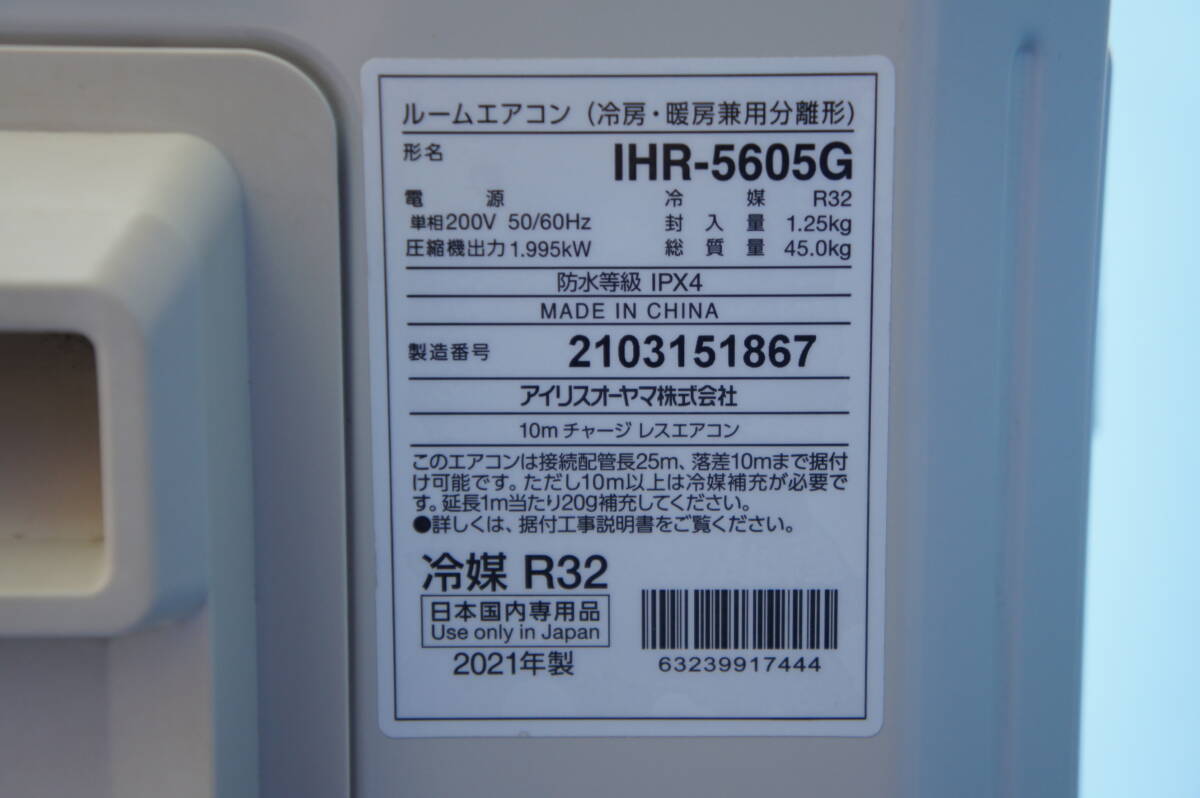 ルームエアコン（冷房・暖房兼用分離形）
形名 IHR-5605G
電源 冷媒 R32
単相200V 50/60Hz 封入量 1.25kg
圧縮機出力1.995kW 総質量 45.0kg
防水等級 IPX4
MADE IN CHINA
製造番号 2103151867
アイリスオーヤマ株式会社
10mチャージレスエアコン
このエアコンは接続配管長25m、落差10mまで据付
け可能です。ただし10m以上は冷媒補充が必要で
す。延長1m当たり20g補充してください。
●詳しくは、据付工事説明書をご覧ください。
冷媒 R32
日本国内専用品
Use only in Japan
2021年製
63239917444